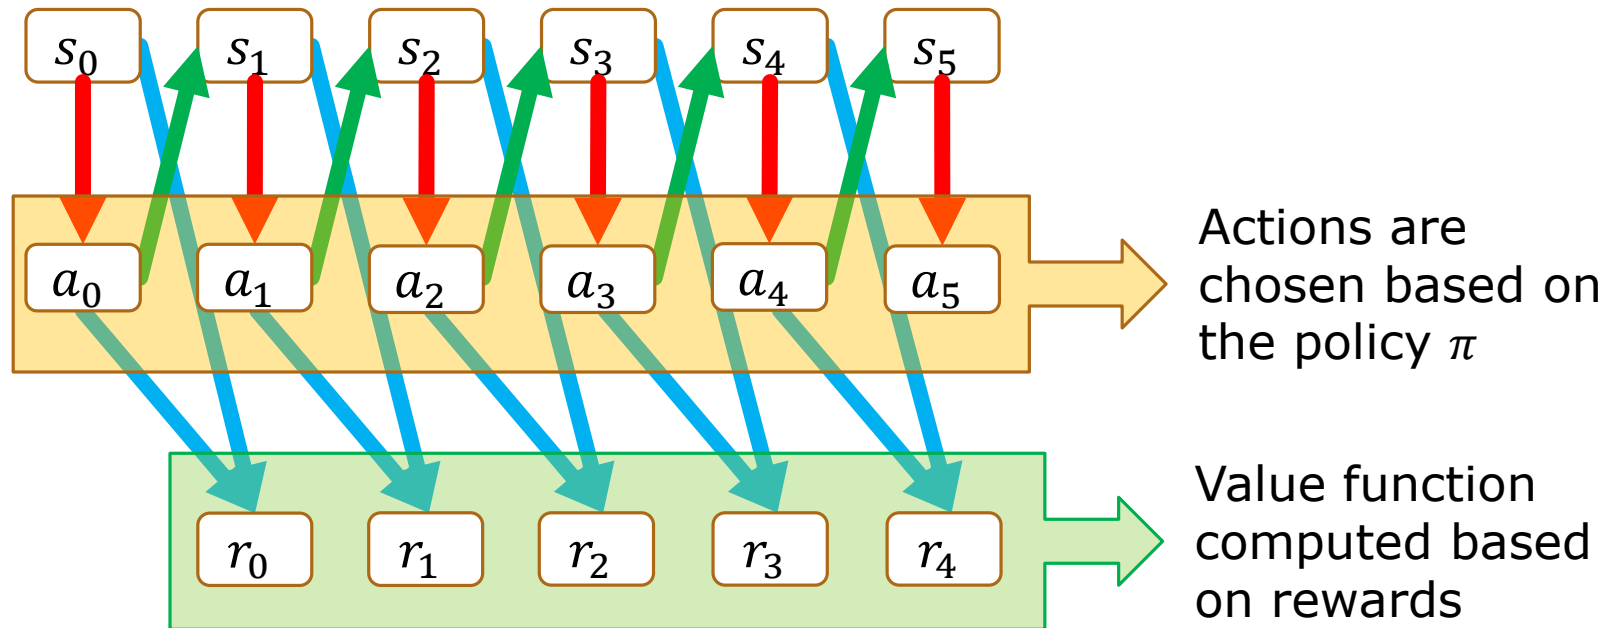 s₀ s₁ s₂ s₃ s₄ s₅
a₀ a₁ a₂ a₃ a₄ a₅
Actions are
chosen based on
the policy π
r₀ r₁ r₂ r₃ r₄
Value function
computed based
on rewards